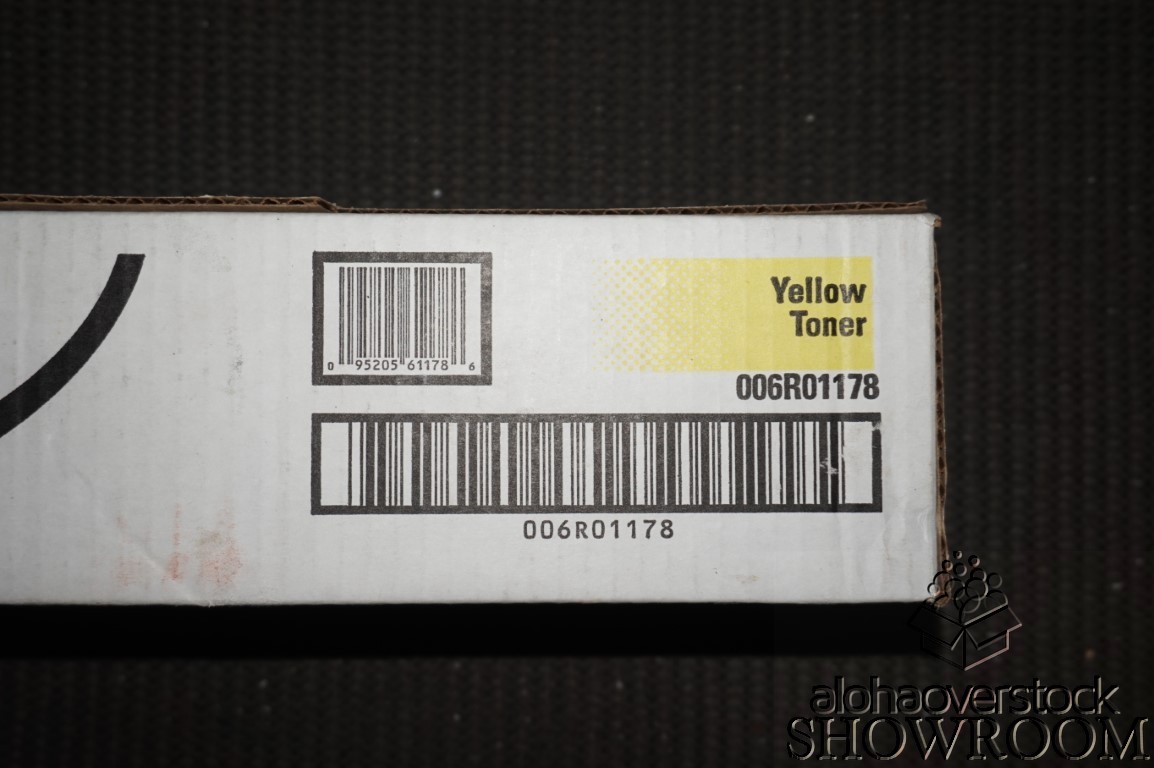 0 95205 61178 6
Yellow
Toner
006R01178
006R01178
alohaoverstock
SHOWROOM